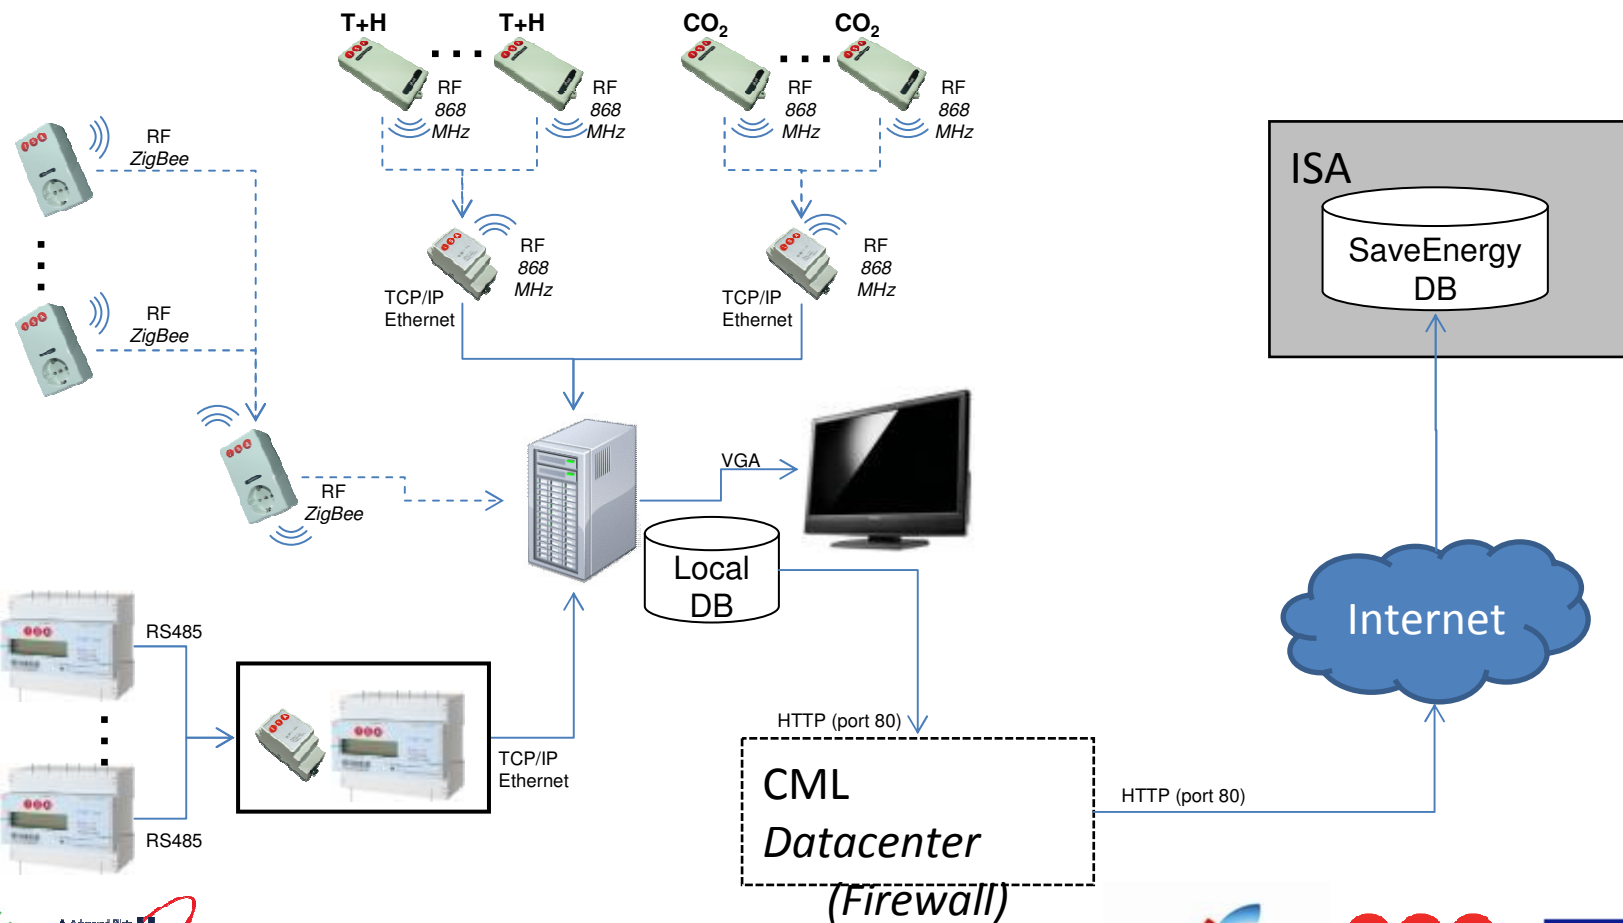 T+H
T+H
CO2
CO2
RF
868
MHz
RF
868
MHz
RF
868
MHz
RF
868
MHz
RF
ZigBee
RF
ZigBee
RF
868
MHz
RF
868
MHz
TCP/IP
Ethernet
TCP/IP
Ethernet
ISA
SaveEnergy
DB
RF
ZigBee
VGA
Local
DB
Internet
RS485
RS485
TCP/IP
Ethernet
HTTP (port 80)
CML
Datacenter
(Firewall)
HTTP (port 80)